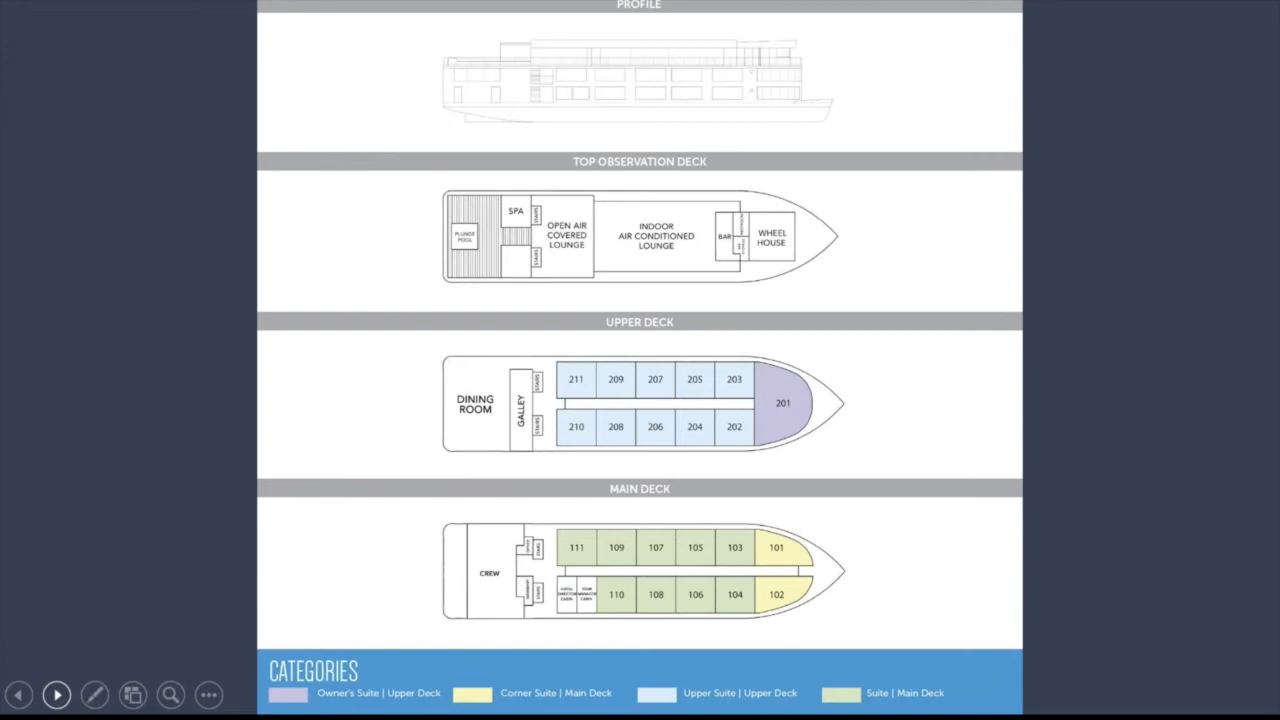 PROFILE
TOP OBSERVATION DECK
PLUNGE
POOL
SPA
STAIRS
STAIRS
OPEN AIR
COVERED
LOUNGE
INDOOR
AIR CONDITIONED
LOUNGE
BAR
WHEEL
HOUSE
UPPER DECK
DINING
ROOM
GALLEY
STAIRS
STAIRS
211 209 207 205 203
201
210 208 206 204 202
MAIN DECK
CREW
STAIRS
STAIRS
111 109 107 105 103 101
110 108 106 104 102
CATEGORIES
Owner's Suite | Upper Deck
Corner Suite | Main Deck
Upper Suite | Upper Deck
Suite | Main Deck